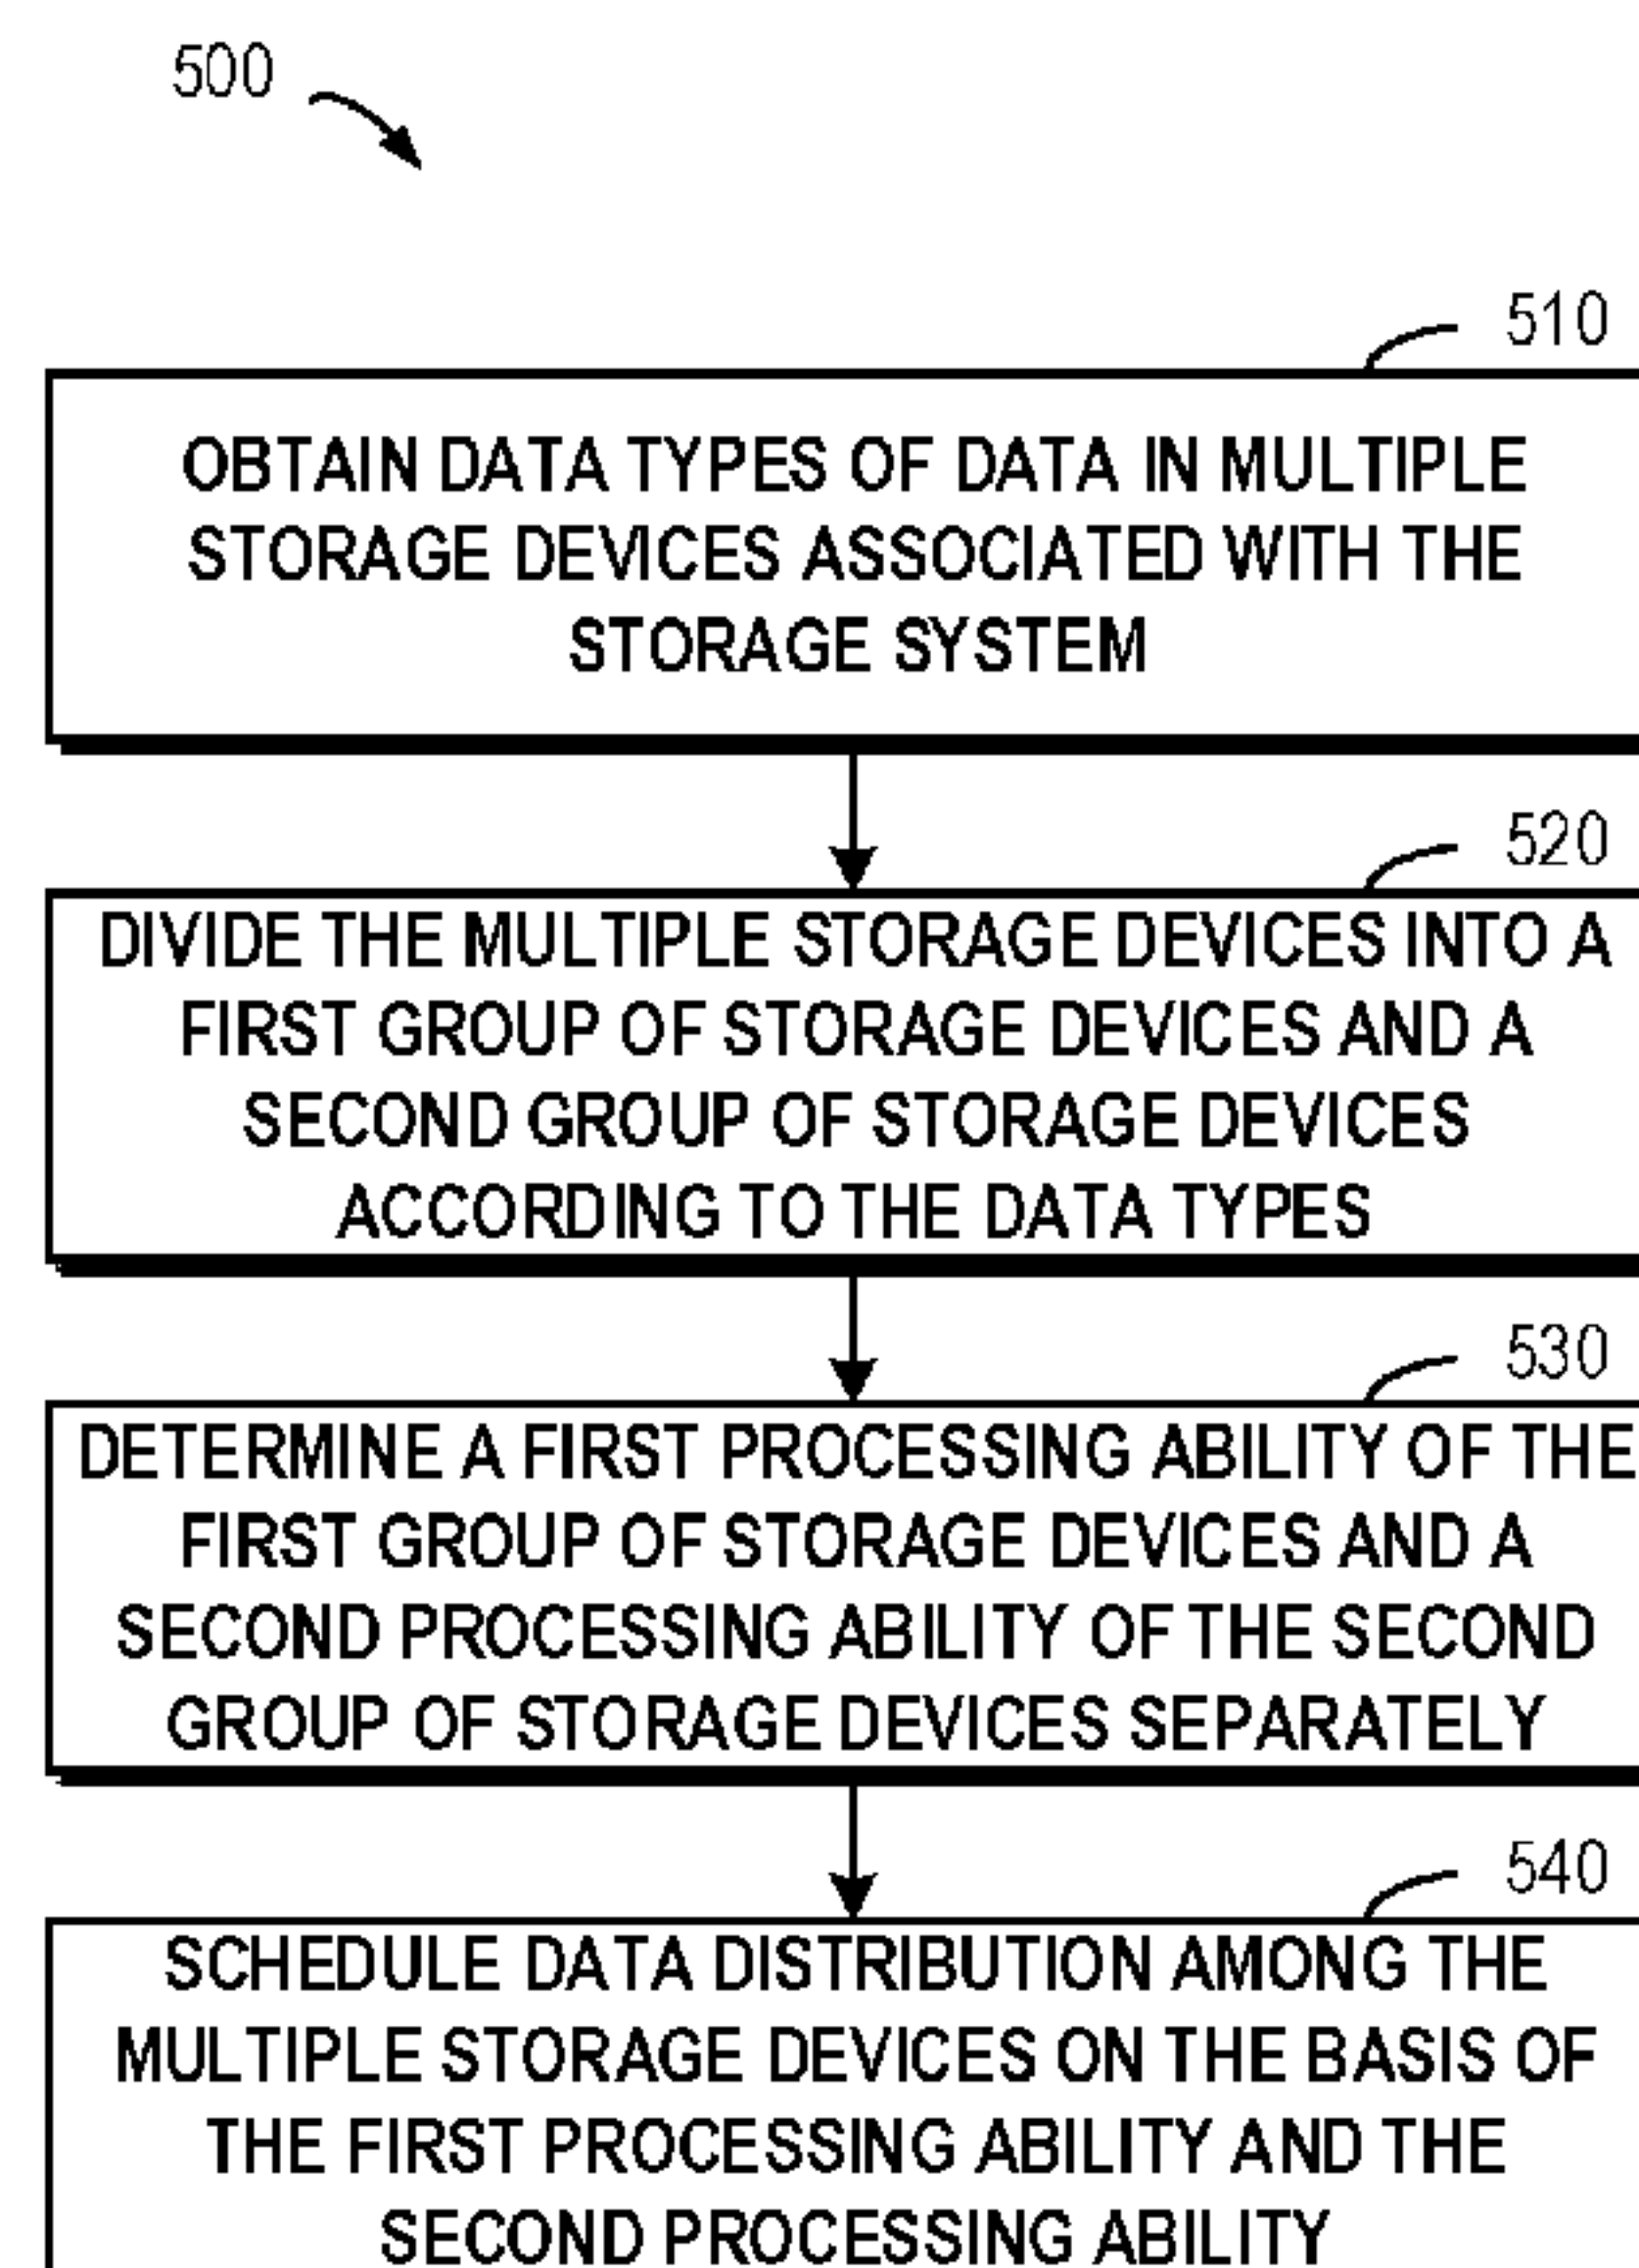 500
510
OBTAIN DATA TYPES OF DATA IN MULTIPLE
STORAGE DEVICES ASSOCIATED WITH THE
STORAGE SYSTEM
520
DIVIDE THE MULTIPLE STORAGE DEVICES INTO A
FIRST GROUP OF STORAGE DEVICES AND A
SECOND GROUP OF STORAGE DEVICES
ACCORDING TO THE DATA TYPES
530
DETERMINE A FIRST PROCESSING ABILITY OF THE
FIRST GROUP OF STORAGE DEVICES AND A
SECOND PROCESSING ABILITY OF THE SECOND
GROUP OF STORAGE DEVICES SEPARATELY
540
SCHEDULE DATA DISTRIBUTION AMONG THE
MULTIPLE STORAGE DEVICES ON THE BASIS OF
THE FIRST PROCESSING ABILITY AND THE
SECOND PROCESSING ABILITY